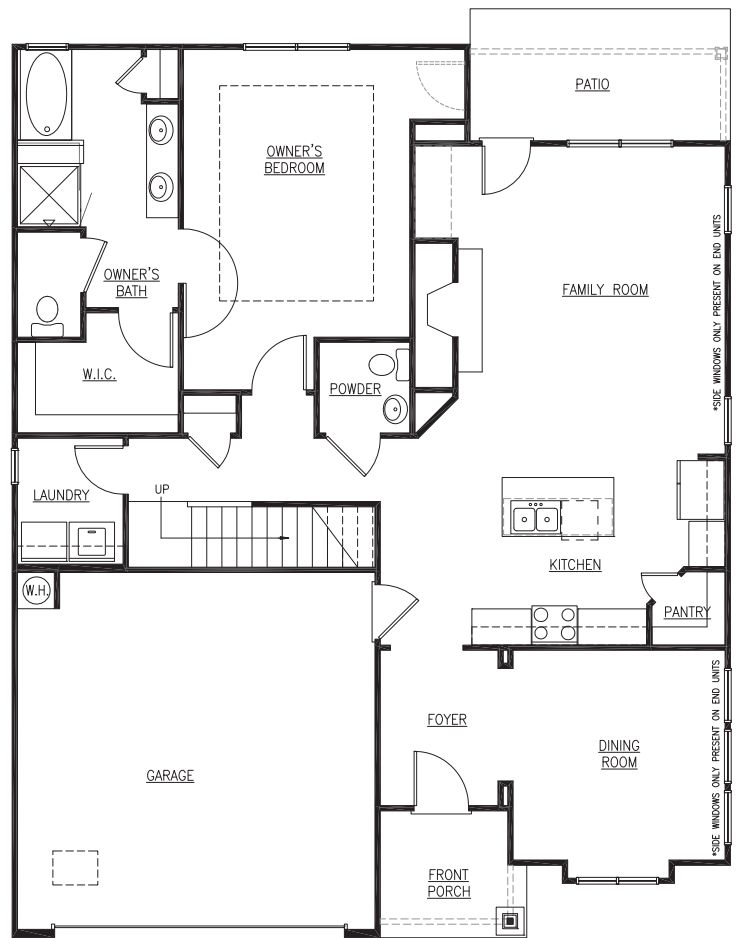 PATIO
OWNER'S
BEDROOM
OWNER'S
BATH
FAMILY ROOM
*SIDE WINDOWS ONLY PRESENT ON END UNITS
W.I.C.
POWDER
LAUNDRY
UP
KITCHEN
W.H.
PANTRY
FOYER
DINING
ROOM
*SIDE WINDOWS ONLY PRESENT ON END UNITS
GARAGE
FRONT
PORCH